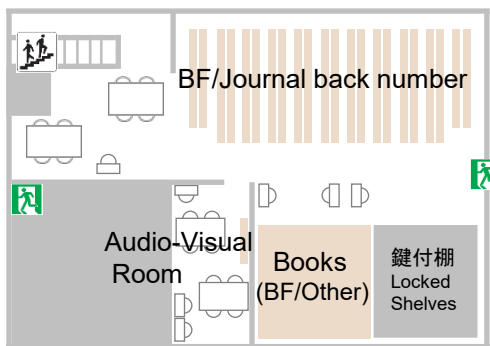 BF/Journal back number
Audio-Visual
Room
Books
(BF/Other)
鍵付棚
Locked
Shelves